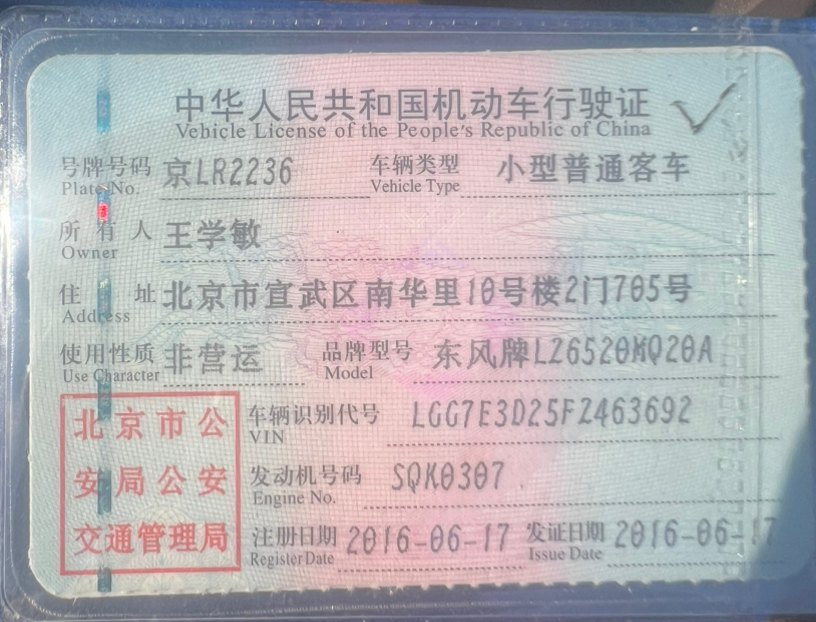 中华人民共和国机动车行驶证
Vehicle License of the People's Republic of China
号牌号码 京LR2236 车辆类型 小型普通客车
Plate No. Vehicle Type
所有人 王学敏
Owner
住址 北京市宣武区南华里10号楼2门705号
Address
使用性质 非营运 品牌型号 东风牌LZ6520MQ20A
Use Character Model
北京市公 车辆识别代号 LGG7E3D25FZ463692
VIN
安局公安 发动机号码 SQK0307
Engine No.
交通管理局 注册日期 2016-06-17 发证日期 2016-06-17
Register Date Issue Date